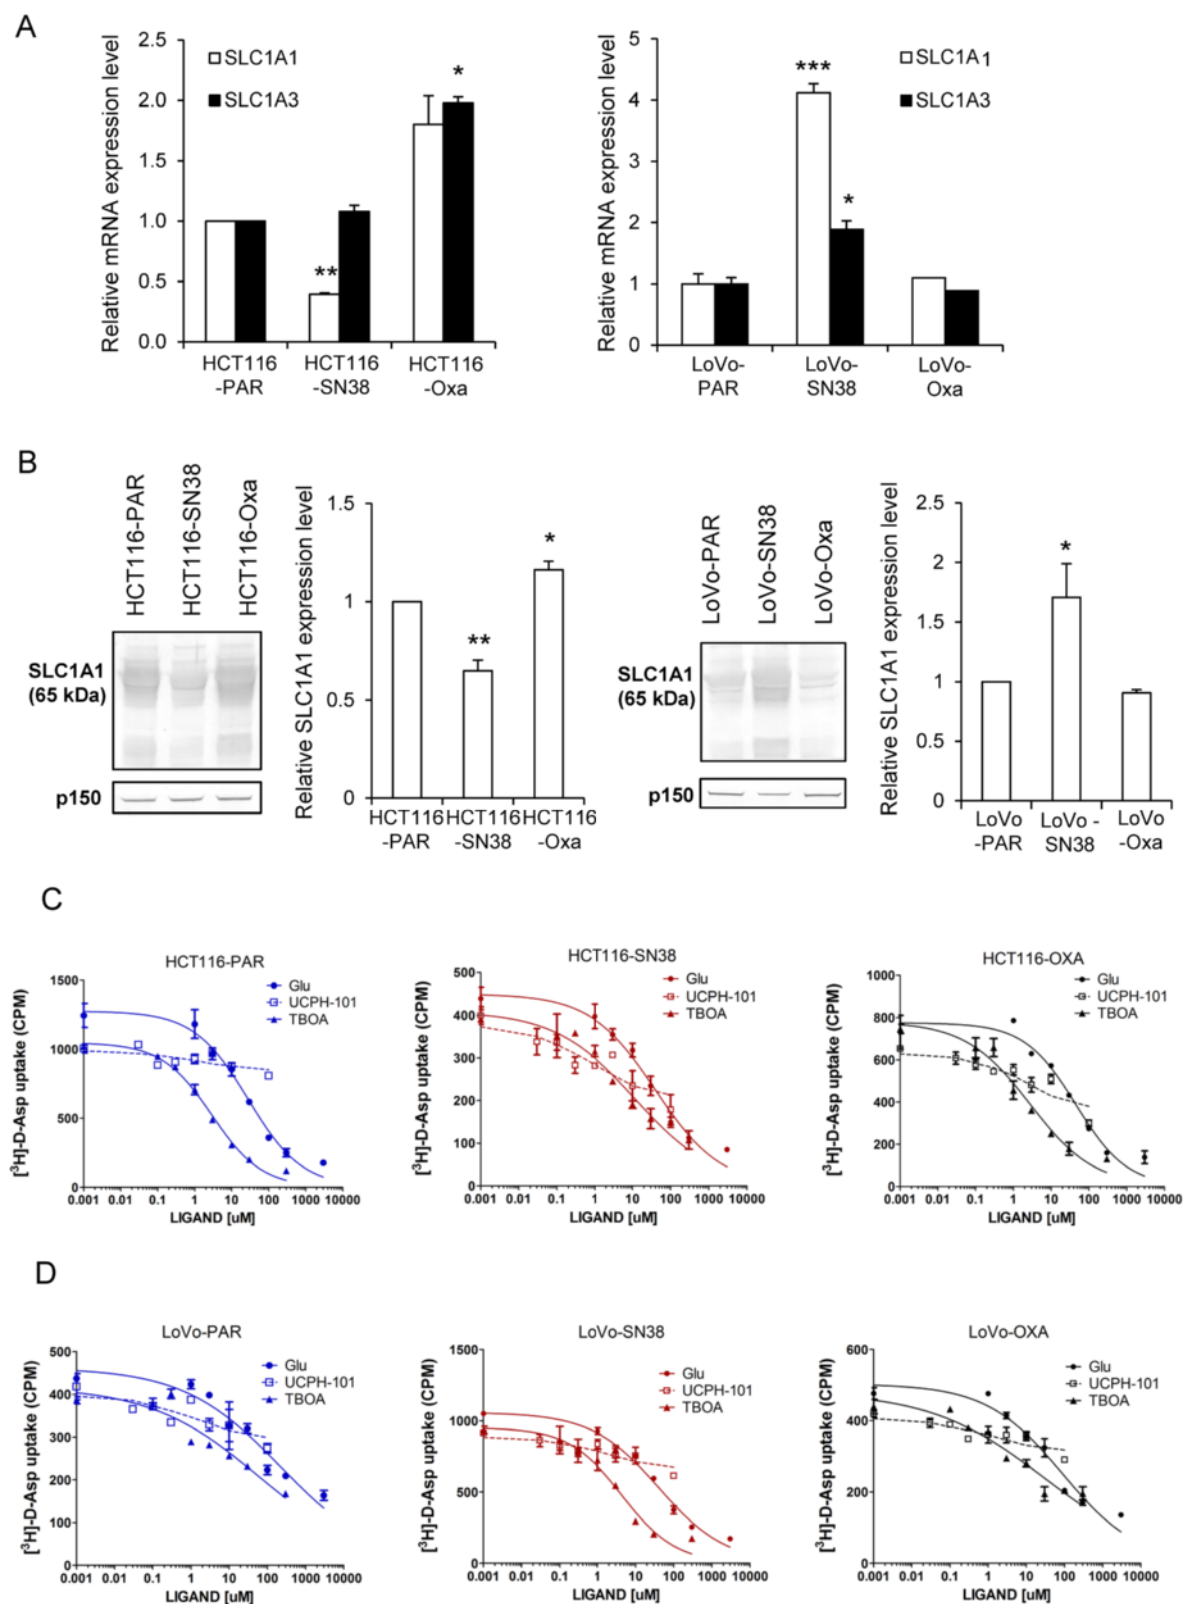 A
Relative mRNA expression level
2.5
2.0
1.5
1.0
0.5
0.0
SLC1A1
SLC1A3
**
*
HCT116
-PAR
HCT116
-SN38
HCT116
-Oxa
Relative mRNA expression level
5
4
3
2
1
0
SLC1A1
SLC1A3
***
*
LoVo-
PAR
LoVo-
SN38
LoVo-
Oxa
B
HCT116-PAR
HCT116-SN38
HCT116-Oxa
SLC1A1
(65 kDa)
p150
Relative SLC1A1 expression level
1.5
1
0.5
0
**
*
HCT116
-PAR
HCT116
-SN38
HCT116
-Oxa
LoVo-PAR
LoVo-SN38
LoVo-Oxa
SLC1A1
(65 kDa)
p150
Relative SLC1A1 expression level
2.5
2
1.5
1
0.5
0
*
LoVo
-PAR
LoVo -
SN38
LoVo
-Oxa
C
HCT116-PAR
[³H]-D-Asp uptake (CPM)
1500
1000
500
0
Glu
UCPH-101
TBOA
0.001 0.01 0.1 1 10 100 1000 10000
LIGAND [uM]
HCT116-SN38
[³H]-D-Asp uptake (CPM)
500
400
300
200
100
0
Glu
UCPH-101
TBOA
0.001 0.01 0.1 1 10 100 1000 10000
LIGAND [uM]
HCT116-OXA
[³H]-D-Asp uptake (CPM)
1000
800
600
400
200
0
Glu
UCPH-101
TBOA
0.001 0.01 0.1 1 10 100 1000 10000
LIGAND [uM]
D
LoVo-PAR
[³H]-D-Asp uptake (CPM)
500
400
300
200
100
0
Glu
UCPH-101
TBOA
0.001 0.01 0.1 1 10 100 1000 10000
LIGAND [uM]
LoVo-SN38
[³H]-D-Asp uptake (CPM)
1500
1000
500
0
Glu
UCPH-101
TBOA
0.001 0.01 0.1 1 10 100 1000 10000
LIGAND [uM]
LoVo-OXA
[³H]-D-Asp uptake (CPM)
600
400
200
0
Glu
UCPH-101
TBOA
0.001 0.01 0.1 1 10 100 1000 10000
LIGAND [uM]